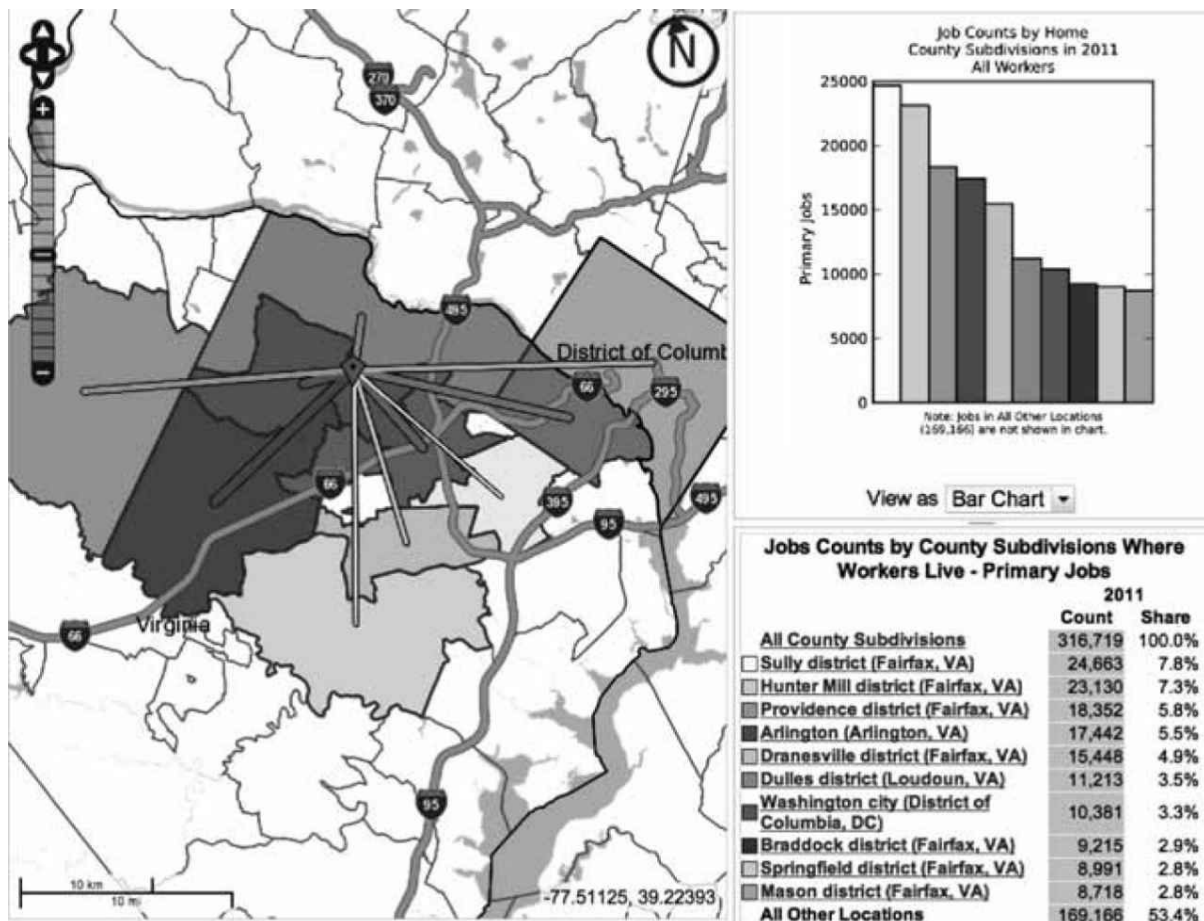 N
270
370
495
District of Columb
66
295
66
395
495
95
Virginia
66
95
10 km
10 mi
-77.51125, 39.22393
Job Counts by Home
County Subdivisions in 2011
All Workers
25000
20000
15000
10000
5000
0
Primary Jobs
Note: Jobs in All Other Locations
(169,166) are not shown in chart.
View as Bar Chart
Jobs Counts by County Subdivisions Where
Workers Live - Primary Jobs
2011
Count Share
All County Subdivisions 316,719 100.0%
Sully district (Fairfax, VA) 24,663 7.8%
Hunter Mill district (Fairfax, VA) 23,130 7.3%
Providence district (Fairfax, VA) 18,352 5.8%
Arlington (Arlington, VA) 17,442 5.5%
Dranesville district (Fairfax, VA) 15,448 4.9%
Dulles district (Loudoun, VA) 11,213 3.5%
Washington city (District of
Columbia, DC) 10,381 3.3%
Braddock district (Fairfax, VA) 9,215 2.9%
Springfield district (Fairfax, VA) 8,991 2.8%
Mason district (Fairfax, VA) 8,718 2.8%
All Other Locations 169,166 53.4%